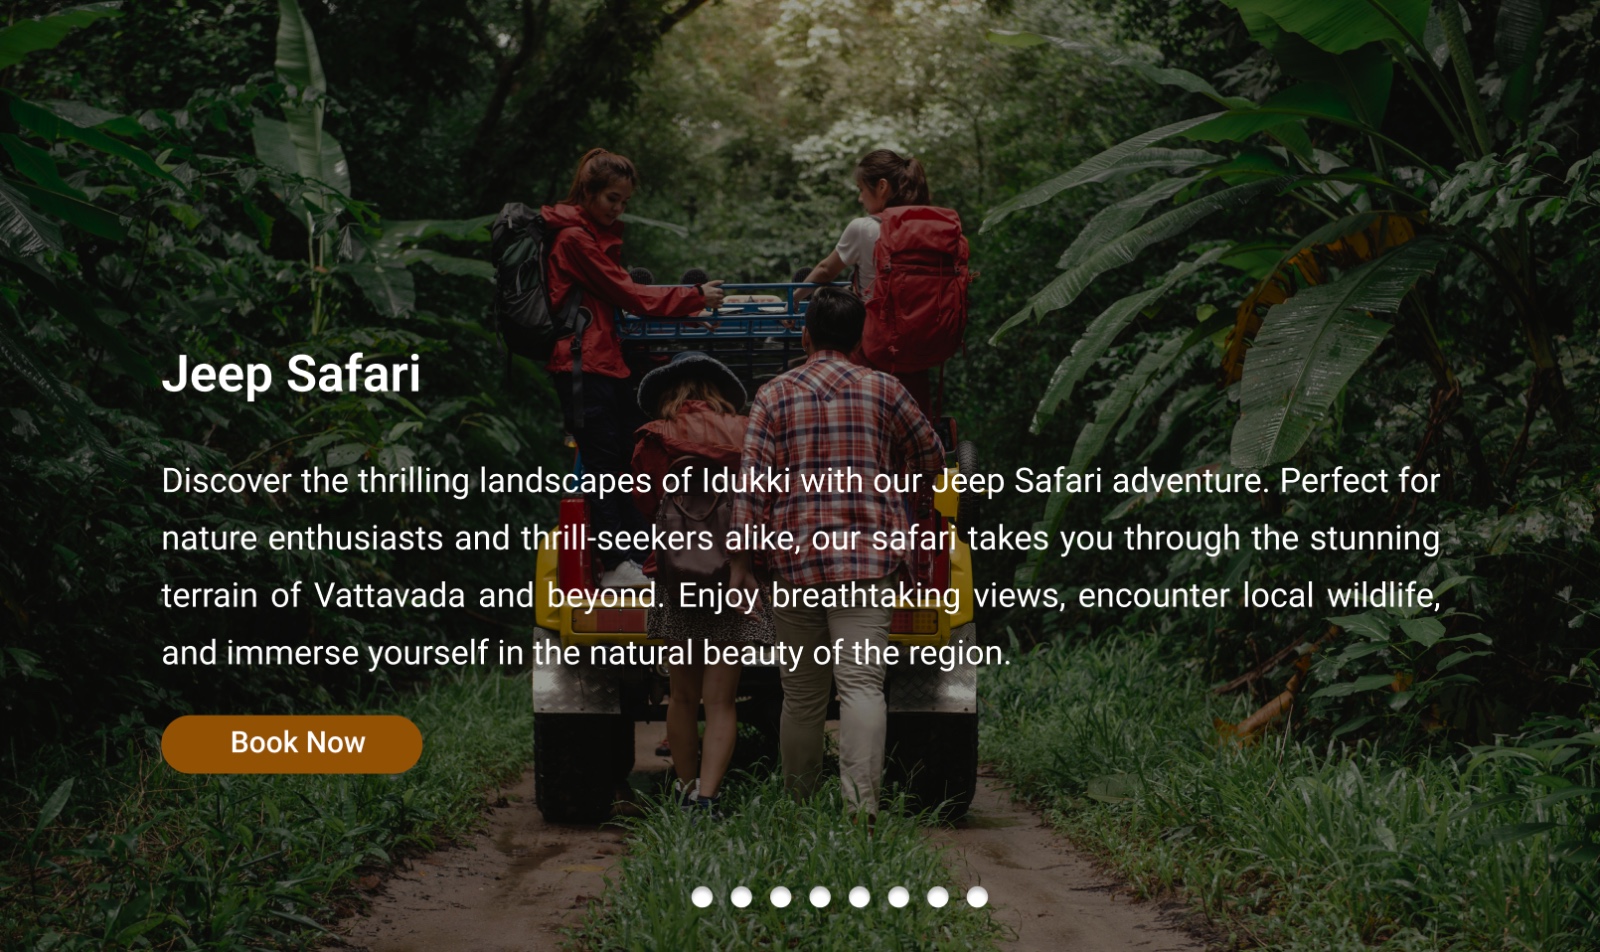 Jeep Safari
Discover the thrilling landscapes of Idukki with our Jeep Safari adventure. Perfect for
nature enthusiasts and thrill-seekers alike, our safari takes you through the stunning
terrain of Vattavada and beyond. Enjoy breathtaking views, encounter local wildlife,
and immerse yourself in the natural beauty of the region.
Book Now